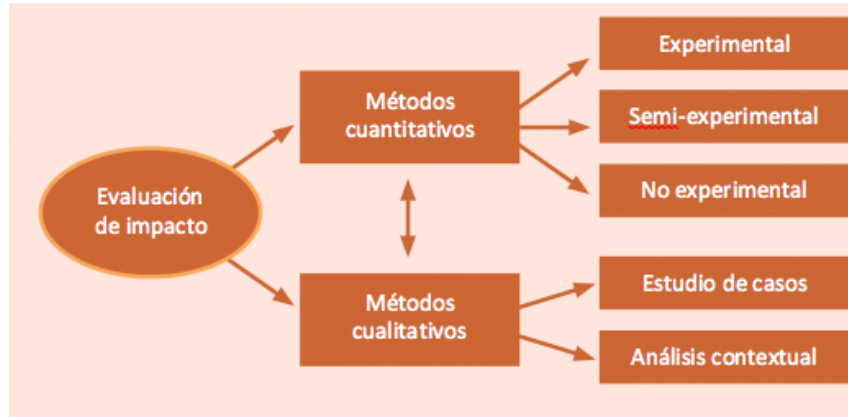 Evaluación
de impacto
Métodos
cuantitativos
Experimental
Semi-experimental
No experimental
Métodos
cualitativos
Estudio de casos
Análisis contextual